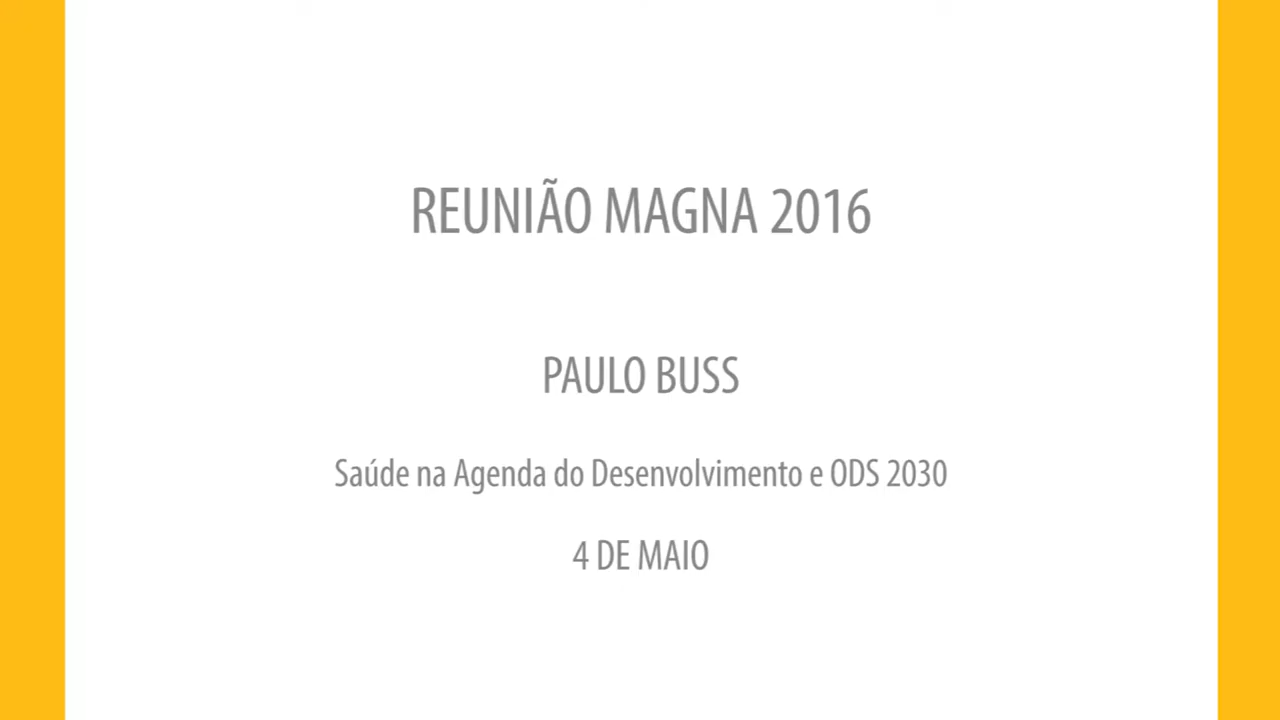 REUNIÃO MAGNA 2016
PAULO BUSS
Saúde na Agenda do Desenvolvimento e ODS 2030
4 DE MAIO